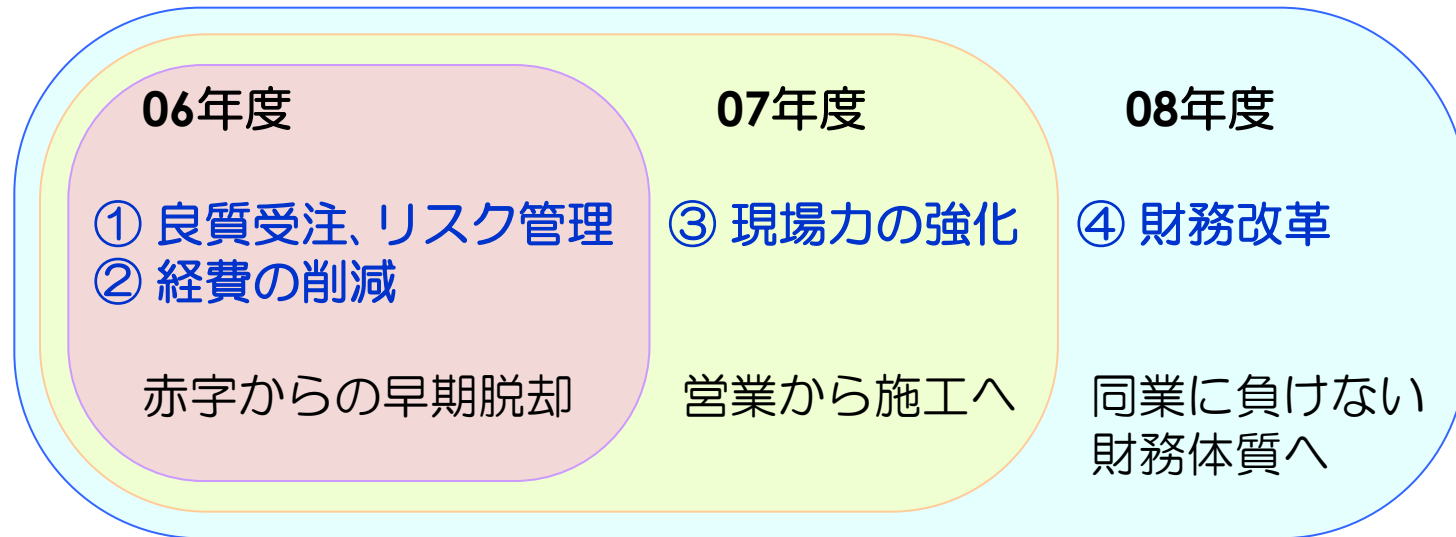 06年度
① 良質受注、リスク管理
② 経費の削減
赤字からの早期脱却
07年度
③ 現場力の強化
営業から施工へ
08年度
④ 財務改革
同業に負けない
財務体質へ